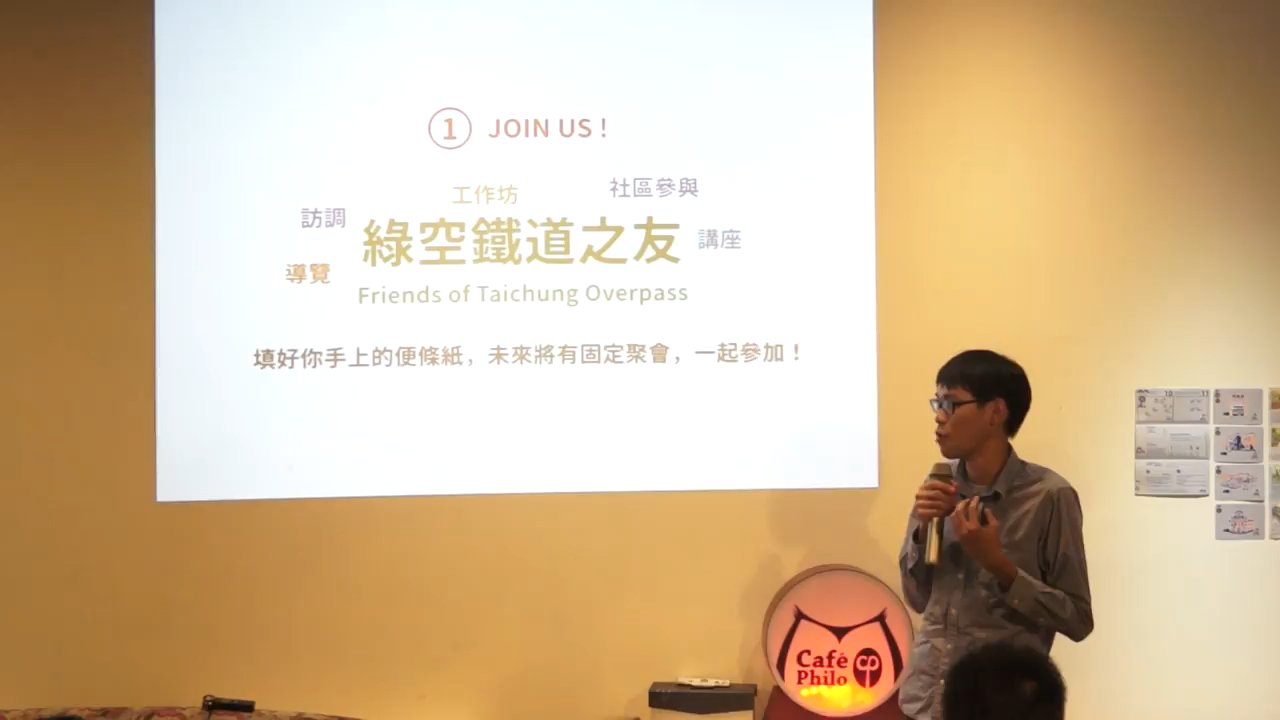 1 JOIN US !
工作坊
社區參與
訪調
綠空鐵道之友
講座
導覽
Friends of Taichung Overpass
填好你手上的便條紙，未來將有固定聚會，一起參加！
Café
Philo